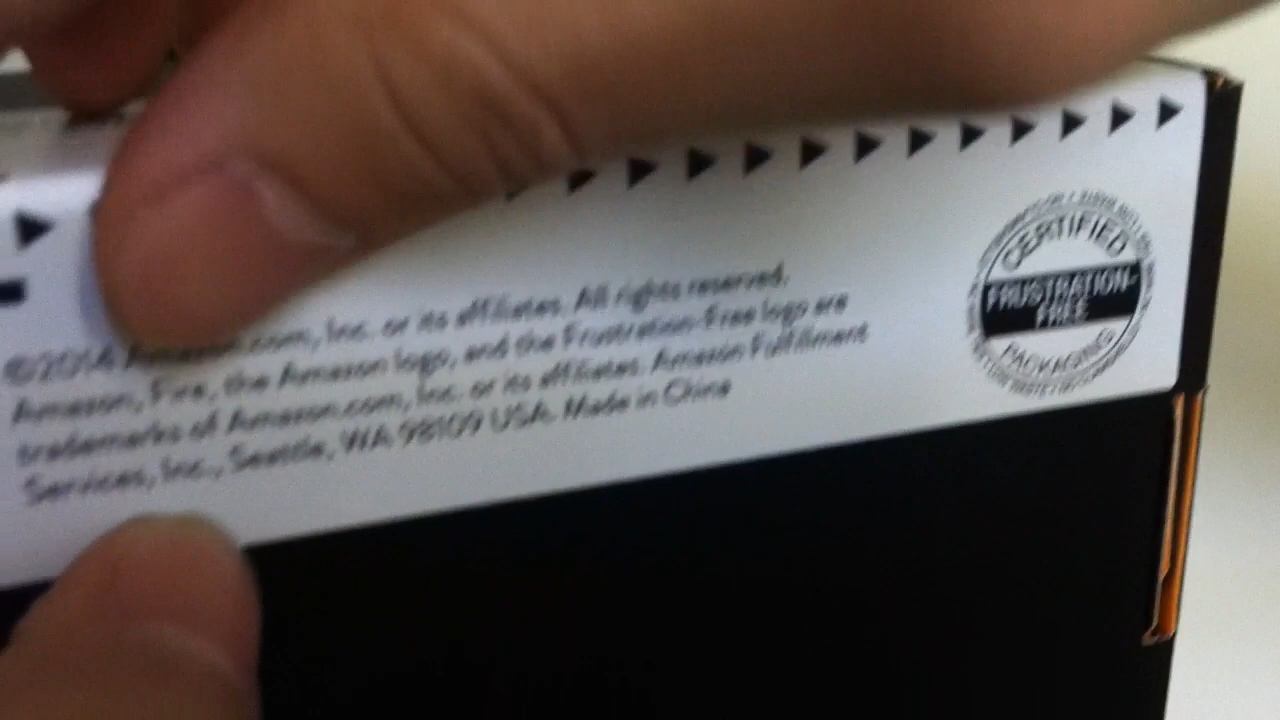 ©2014 Amazon.com, Inc. or its affiliates. All rights reserved.
Amazon, Fire, the Amazon logo, and the Frustration-Free logo are
trademarks of Amazon.com, Inc. or its affiliates. Amazon Fulfillment
Services, Inc., Seattle, WA 98109 USA. Made in China
CERTIFIED
FRUSTRATION-
FREE
PACKAGING